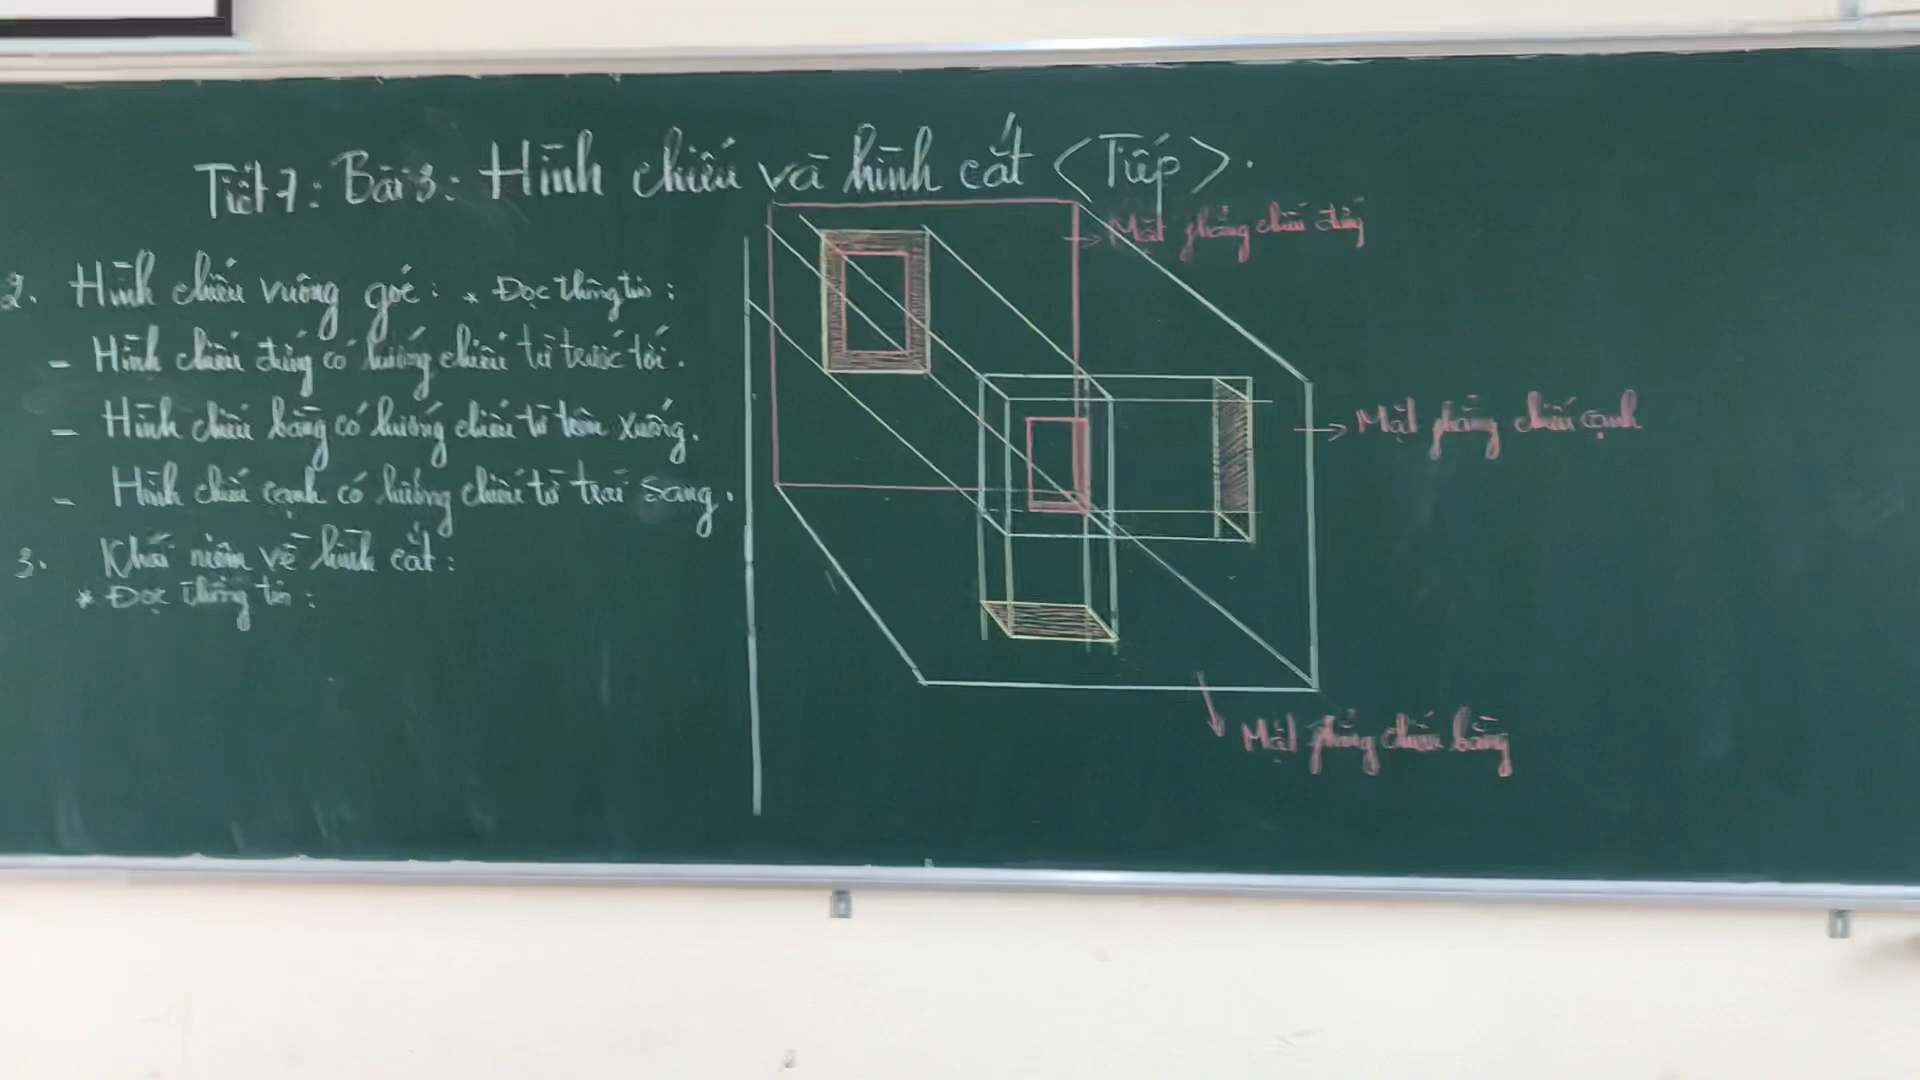 Tiết 7: Bài 3: Hình chiếu và hình cắt <Tiếp>.
2. Hình chiếu vuông góc: * Đọc thông tin:
- Hình chiếu đứng có hướng chiếu từ trước tới.
- Hình chiếu bằng có hướng chiếu từ trên xuống.
- Hình chiếu cạnh có hướng chiếu từ trái sang.
3. Khái niệm về hình cắt:
* Đọc thông tin:
Mặt phẳng chiếu đứng
Mặt phẳng chiếu cạnh
Mặt phẳng chiếu bằng